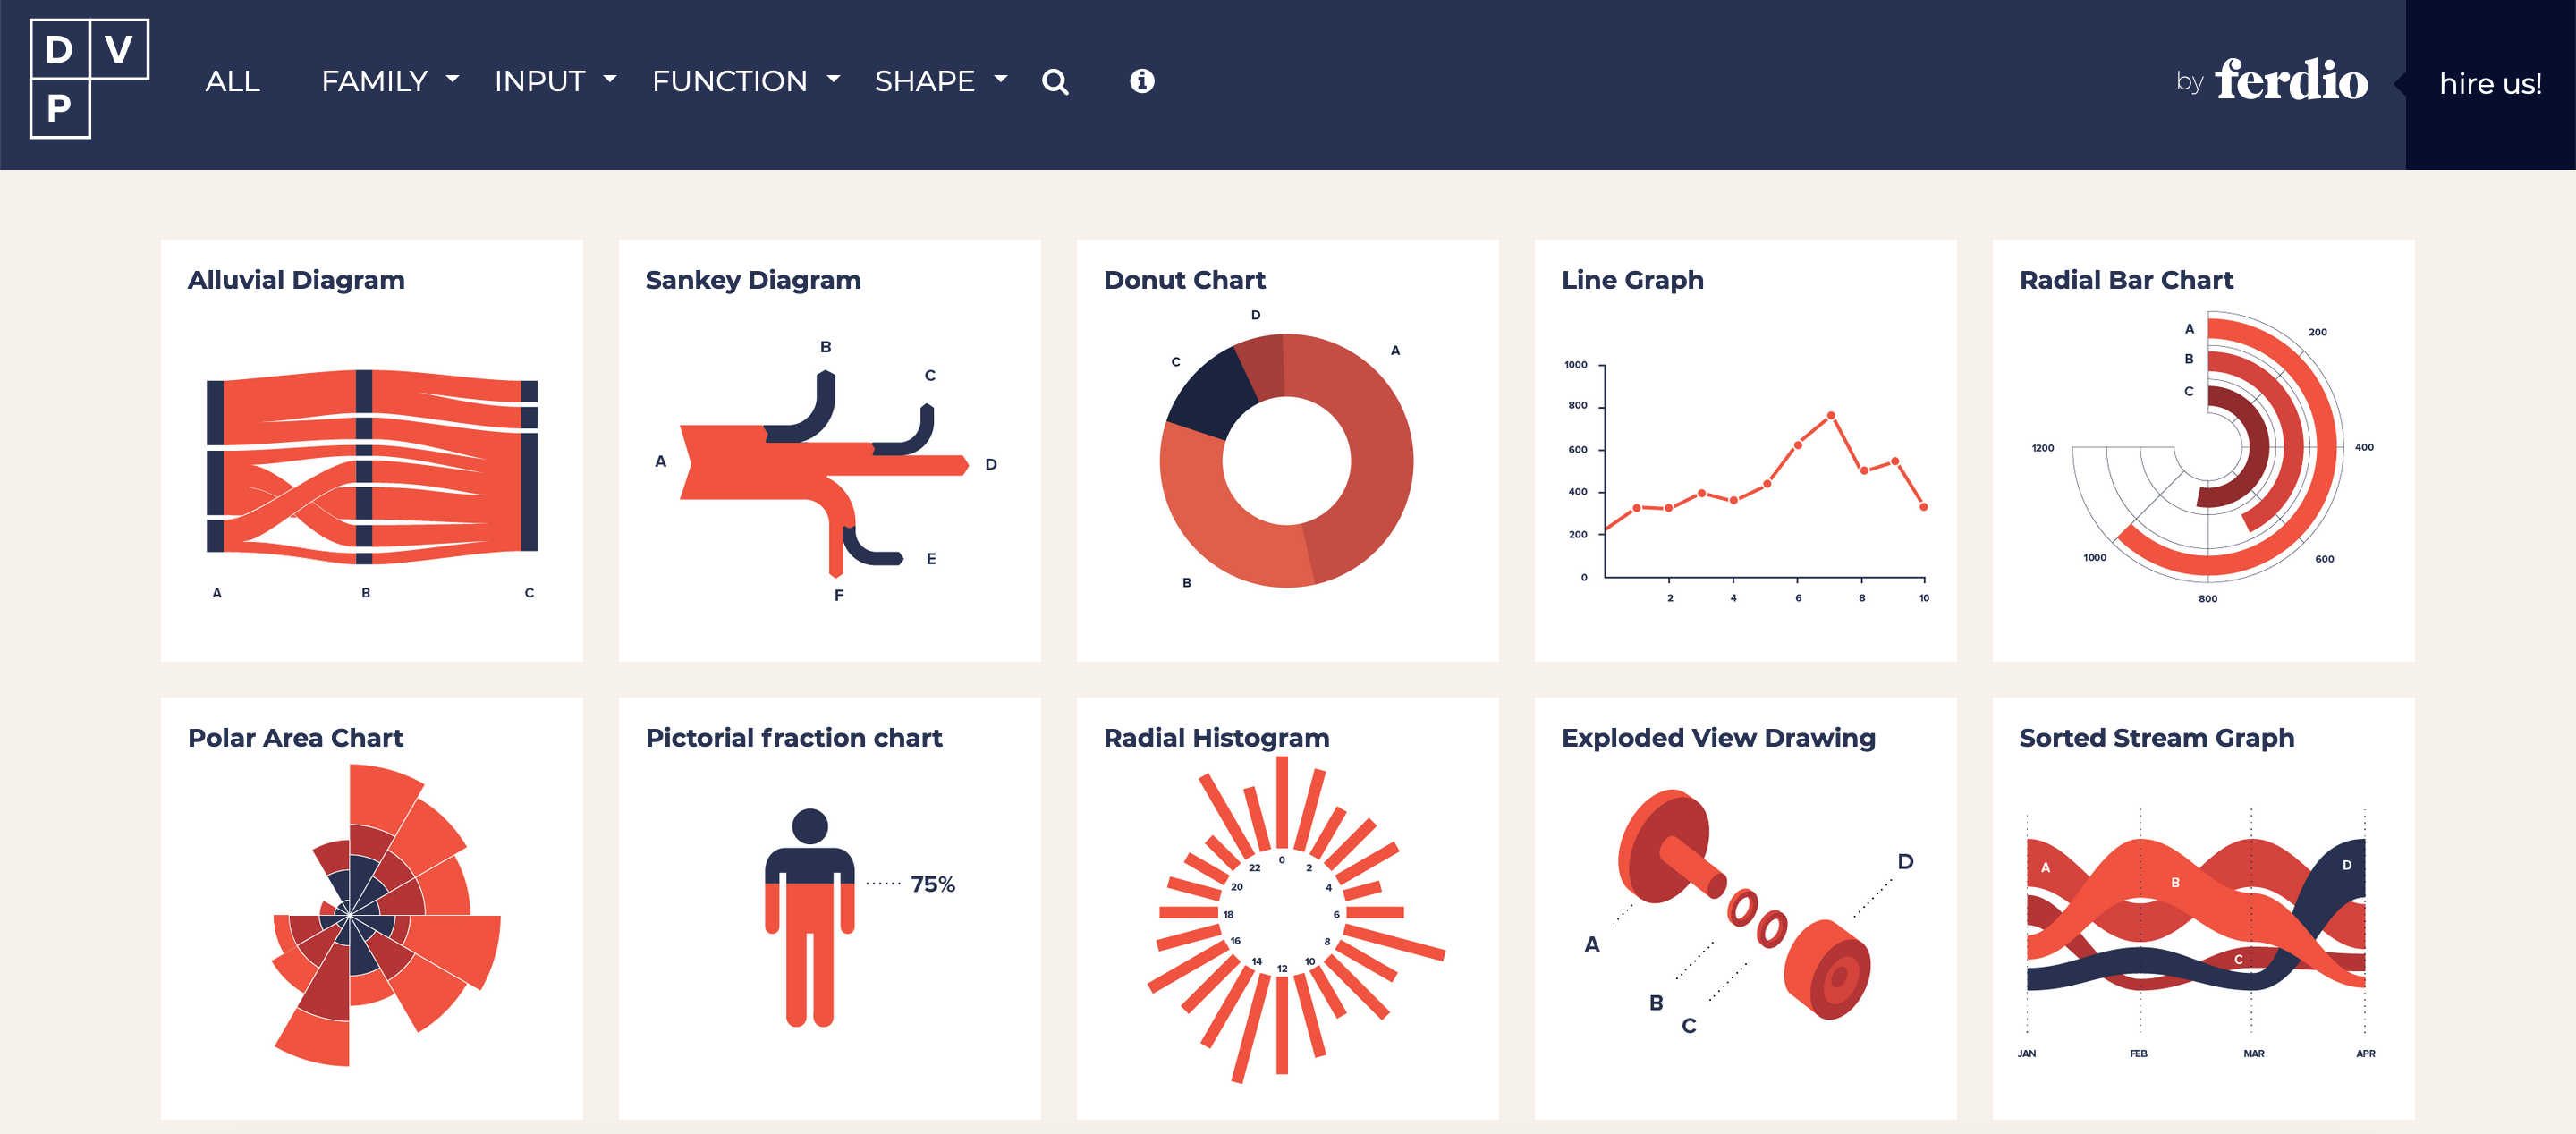 D V
P
ALL FAMILY INPUT FUNCTION SHAPE
by ferdio
hire us!
Alluvial Diagram
A B C
Sankey Diagram
B
C
A
D
E
F
Donut Chart
D
A
C
B
Line Graph
1000
800
600
400
200
0
2 4 6 8 10
Radial Bar Chart
A
B
C
200
400
600
800
1000
1200
Polar Area Chart
Pictorial fraction chart
75%
Radial Histogram
0
2
4
6
8
10
12
14
16
18
20
22
Exploded View Drawing
D
A
B
C
Sorted Stream Graph
A
B
C
D
JAN FEB MAR APR